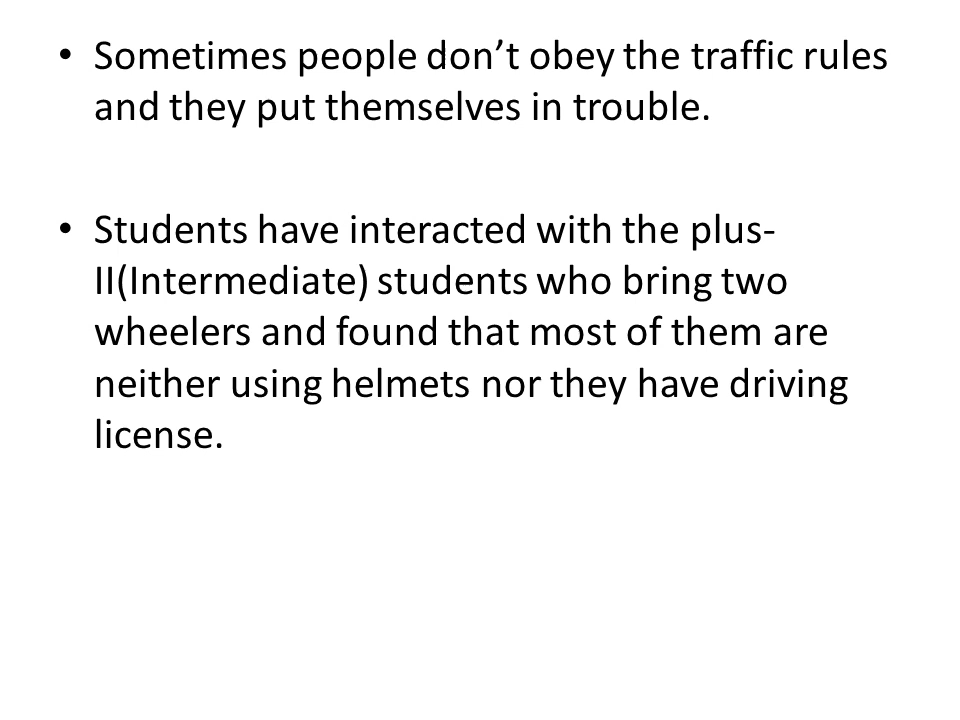 • Sometimes people don’t obey the traffic rules
and they put themselves in trouble.
• Students have interacted with the plus-
II(Intermediate) students who bring two
wheelers and found that most of them are
neither using helmets nor they have driving
license.